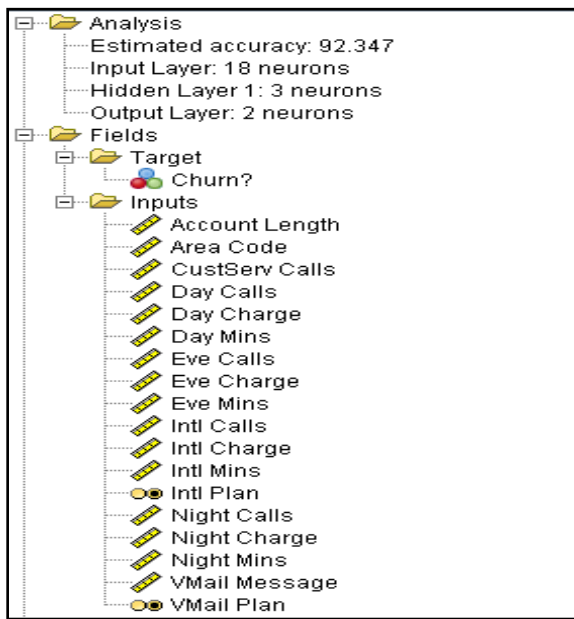 Analysis
Estimated accuracy: 92.347
Input Layer: 18 neurons
Hidden Layer 1: 3 neurons
Output Layer: 2 neurons
Fields
Target
Churn?
Inputs
Account Length
Area Code
CustServ Calls
Day Calls
Day Charge
Day Mins
Eve Calls
Eve Charge
Eve Mins
Intl Calls
Intl Charge
Intl Mins
Intl Plan
Night Calls
Night Charge
Night Mins
VMail Message
VMail Plan